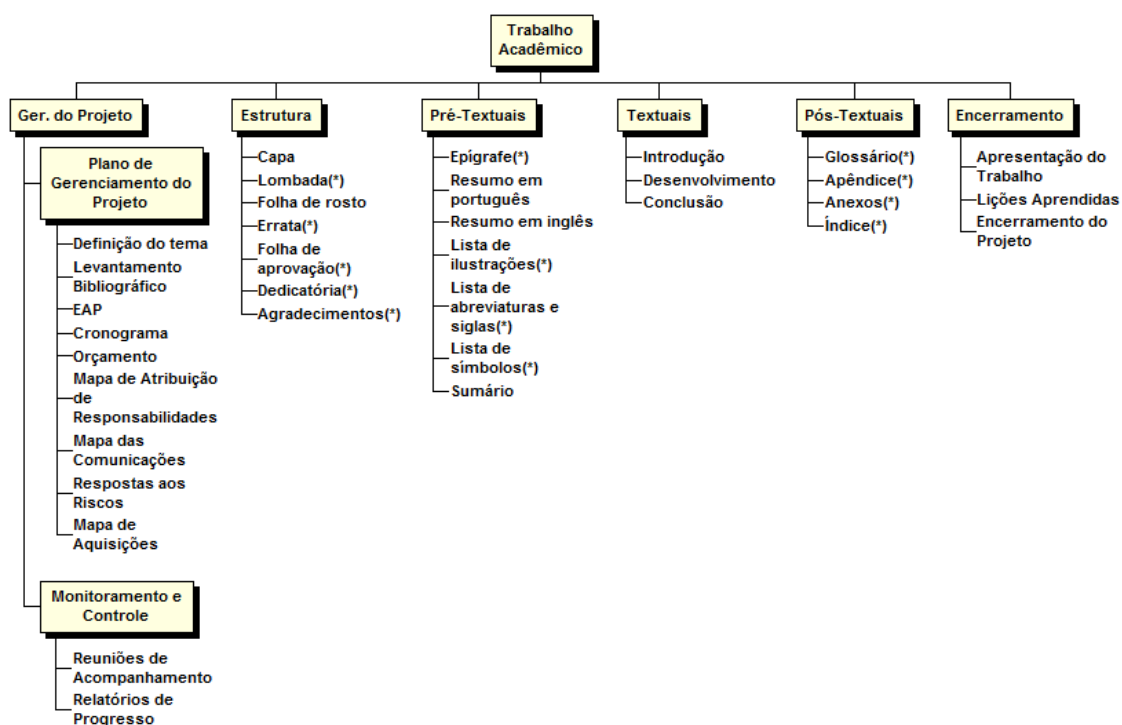 Trabalho
Acadêmico
Ger. do Projeto
Plano de
Gerenciamento do
Projeto
Definição do tema
Levantamento
Bibliográfico
EAP
Cronograma
Orçamento
Mapa de Atribuição
de
Responsabilidades
Mapa das
Comunicações
Respostas aos
Riscos
Mapa de
Aquisições
Monitoramento e
Controle
Reuniões de
Acompanhamento
Relatórios de
Progresso
Estrutura
Capa
Lombada(*)
Folha de rosto
Errata(*)
Folha de
aprovação(*)
Dedicatória(*)
Agradecimentos(*)
Pré-Textuais
Epígrafe(*)
Resumo em
português
Resumo em inglês
Lista de
ilustrações(*)
Lista de
abreviaturas e
siglas(*)
Lista de
símbolos(*)
Sumário
Textuais
Introdução
Desenvolvimento
Conclusão
Pós-Textuais
Glossário(*)
Apêndice(*)
Anexos(*)
Índice(*)
Encerramento
Apresentação do
Trabalho
Lições Aprendidas
Encerramento do
Projeto